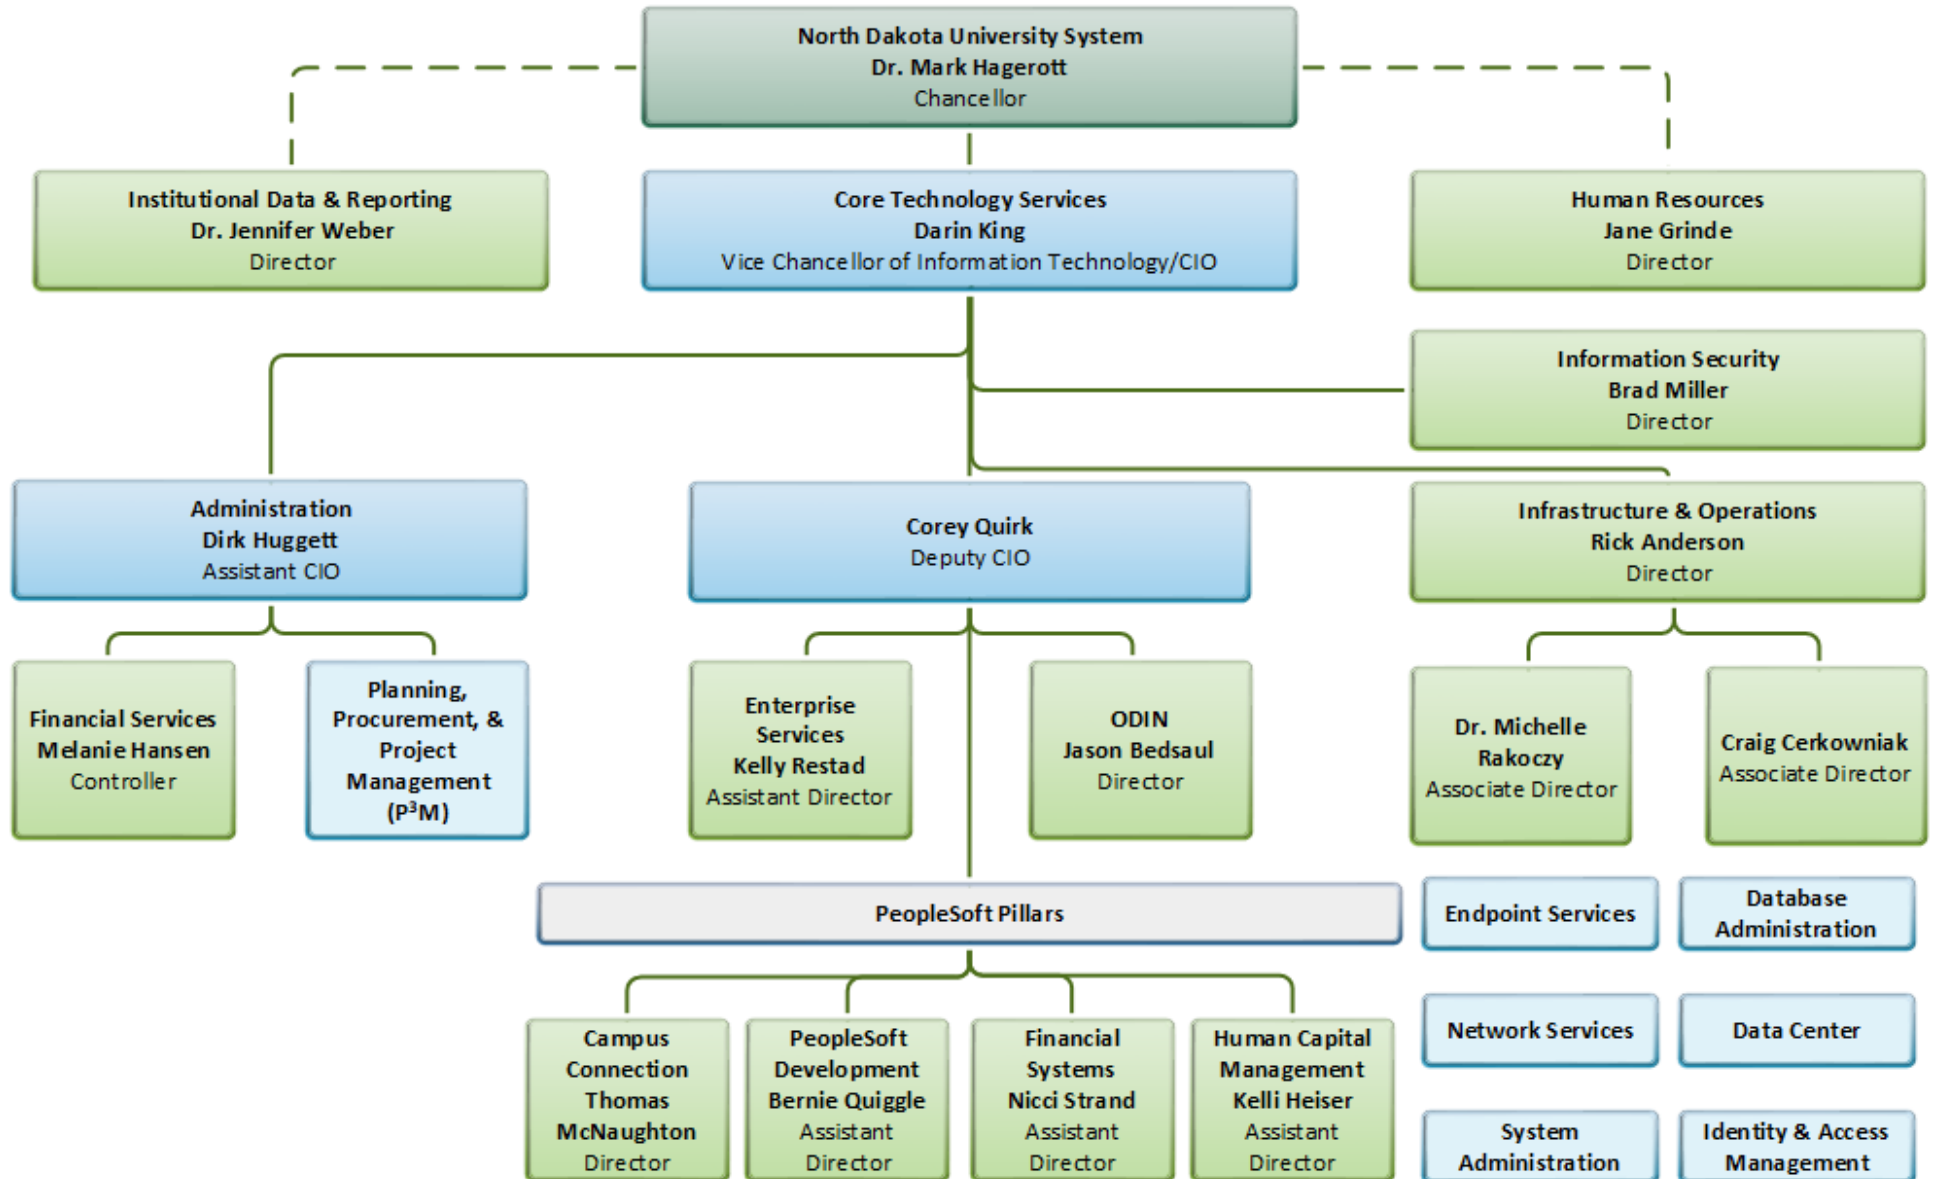 North Dakota University System
Dr. Mark Hagerott
Chancellor
Institutional Data & Reporting
Dr. Jennifer Weber
Director
Core Technology Services
Darin King
Vice Chancellor of Information Technology/CIO
Human Resources
Jane Grinde
Director
Information Security
Brad Miller
Director
Administration
Dirk Huggett
Assistant CIO
Corey Quirk
Deputy CIO
Infrastructure & Operations
Rick Anderson
Director
Financial Services
Melanie Hansen
Controller
Planning,
Procurement, &
Project
Management
(P³M)
Enterprise
Services
Kelly Restad
Assistant Director
ODIN
Jason Bedsaul
Director
Dr. Michelle
Rakoczy
Associate Director
Craig Cerkowniak
Associate Director
PeopleSoft Pillars
Campus
Connection
Thomas
McNaughton
Director
PeopleSoft
Development
Bernie Quiggle
Assistant
Director
Financial
Systems
Nicci Strand
Assistant
Director
Human Capital
Management
Kelli Heiser
Assistant
Director
Endpoint Services
Database
Administration
Network Services
Data Center
System
Administration
Identity & Access
Management